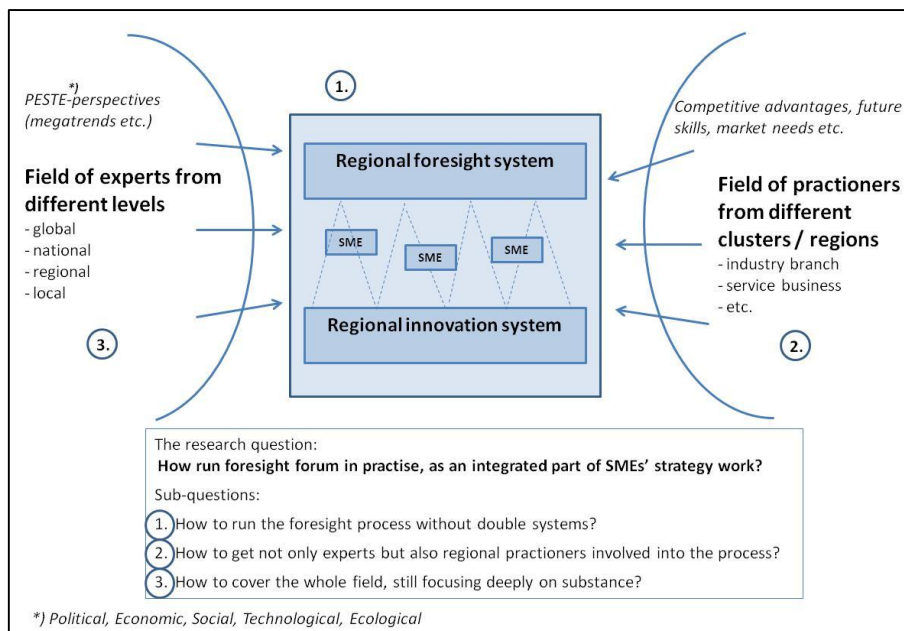 *)
PESTE-perspectives
(megatrends etc.)
Field of experts from
different levels
- global
- national
- regional
- local
3.
1.
Regional foresight system
SME
SME
SME
Regional innovation system
Competitive advantages, future
skills, market needs etc.
Field of practioners
from different
clusters / regions
- industry branch
- service business
- etc.
2.
The research question:
How run foresight forum in practise, as an integrated part of SMEs' strategy work?
Sub-questions:
1. How to run the foresight process without double systems?
2. How to get not only experts but also regional practioners involved into the process?
3. How to cover the whole field, still focusing deeply on substance?
*) Political, Economic, Social, Technological, Ecological